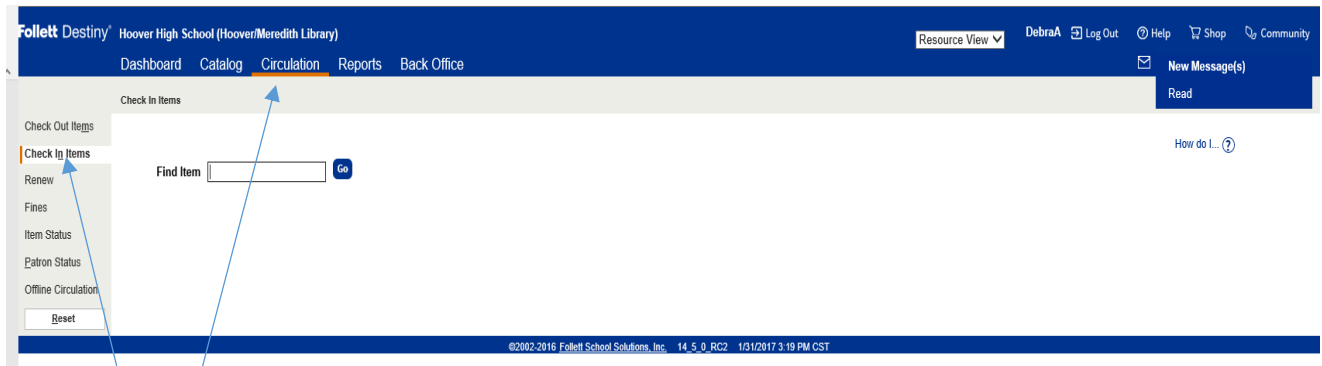 Follett Destiny® Hoover High School (Hoover/Meredith Library) Resource View DebraA Log Out ? Help Shop Community
Dashboard Catalog Circulation Reports Back Office New Message(s)
Check In Items Read
Check Out Items
Check In Items How do I... ?
Find Item Go
Renew
Fines
Item Status
Patron Status
Offline Circulation
Reset
©2002-2016 Follett School Solutions, Inc. 14_5_0_RC2 1/31/2017 3:19 PM CST